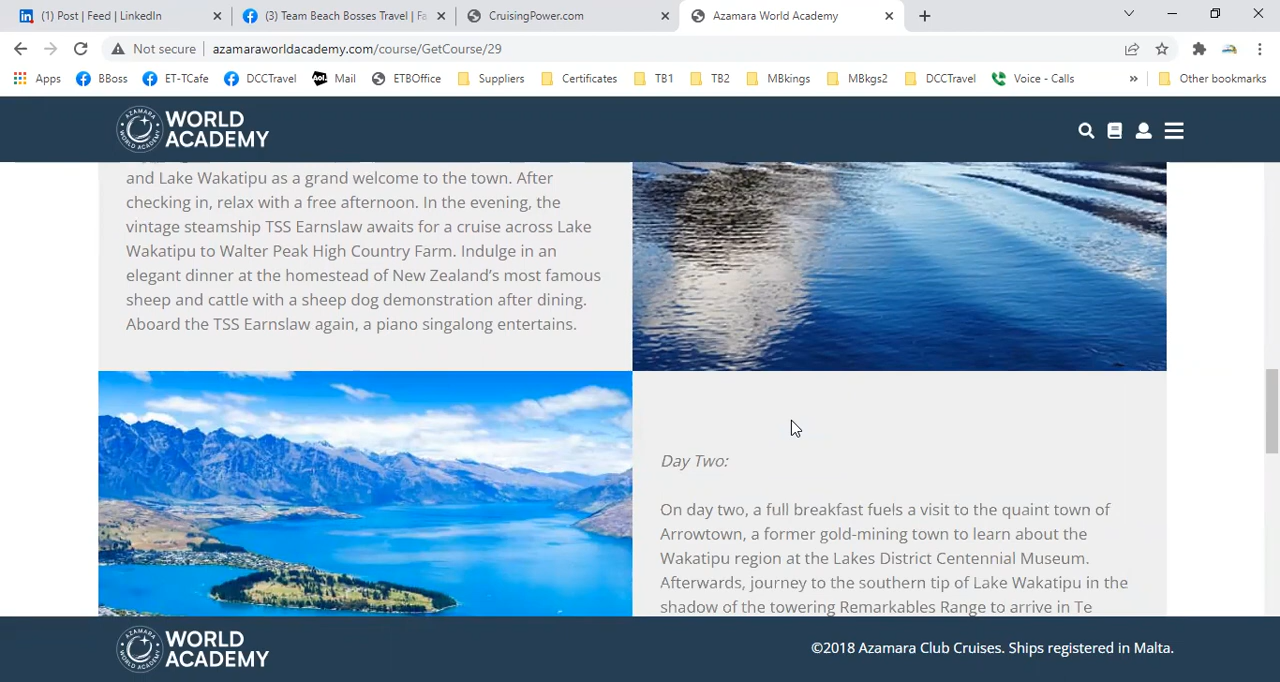 (1) Post | Feed | LinkedIn
(3) Team Beach Bosses Travel | Fa
CruisingPower.com
Azamara World Academy
Not secure
azamaraworldacademy.com/course/GetCourse/29
Apps
BBoss
ET-TCafe
DCCTravel
Aol.
Mail
ETBOffice
Suppliers
Certificates
TB1
TB2
MBkings
MBkgs2
DCCTravel
Voice - Calls
Other bookmarks
WORLD
ACADEMY
and Lake Wakatipu as a grand welcome to the town. After
checking in, relax with a free afternoon. In the evening, the
vintage steamship TSS Earnslaw awaits for a cruise across Lake
Wakatipu to Walter Peak High Country Farm. Indulge in an
elegant dinner at the homestead of New Zealand's most famous
sheep and cattle with a sheep dog demonstration after dining.
Aboard the TSS Earnslaw again, a piano singalong entertains.
Day Two:
On day two, a full breakfast fuels a visit to the quaint town of
Arrowtown, a former gold-mining town to learn about the
Wakatipu region at the Lakes District Centennial Museum.
Afterwards, journey to the southern tip of Lake Wakatipu in the
shadow of the towering Remarkables Range to arrive in Te
WORLD
ACADEMY
©2018 Azamara Club Cruises. Ships registered in Malta.